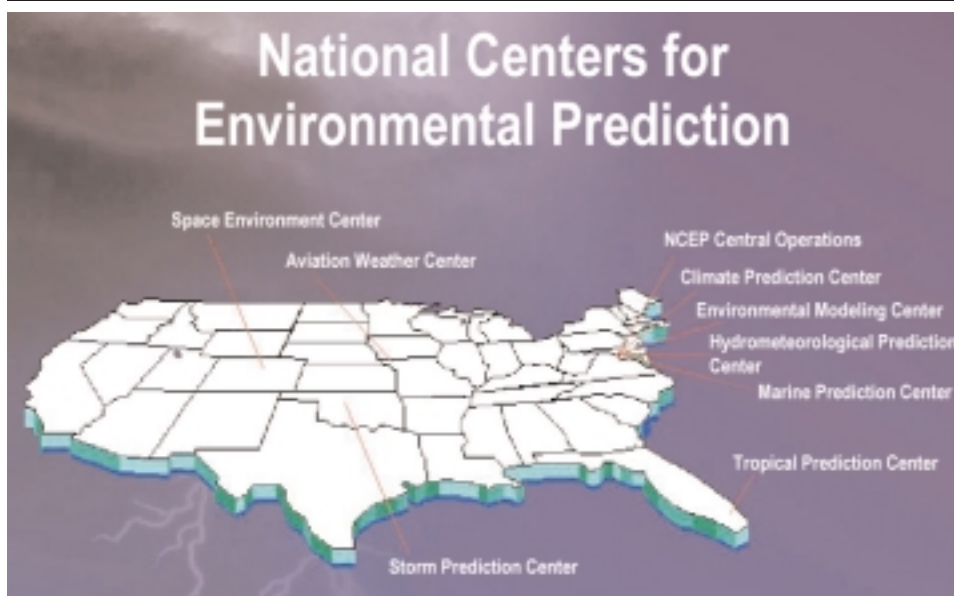 National Centers for
Environmental Prediction
Space Environment Center
Aviation Weather Center
NCEP Central Operations
Climate Prediction Center
Environmental Modeling Center
Hydrometeorological Prediction
Center
Marine Prediction Center
Tropical Prediction Center
Storm Prediction Center